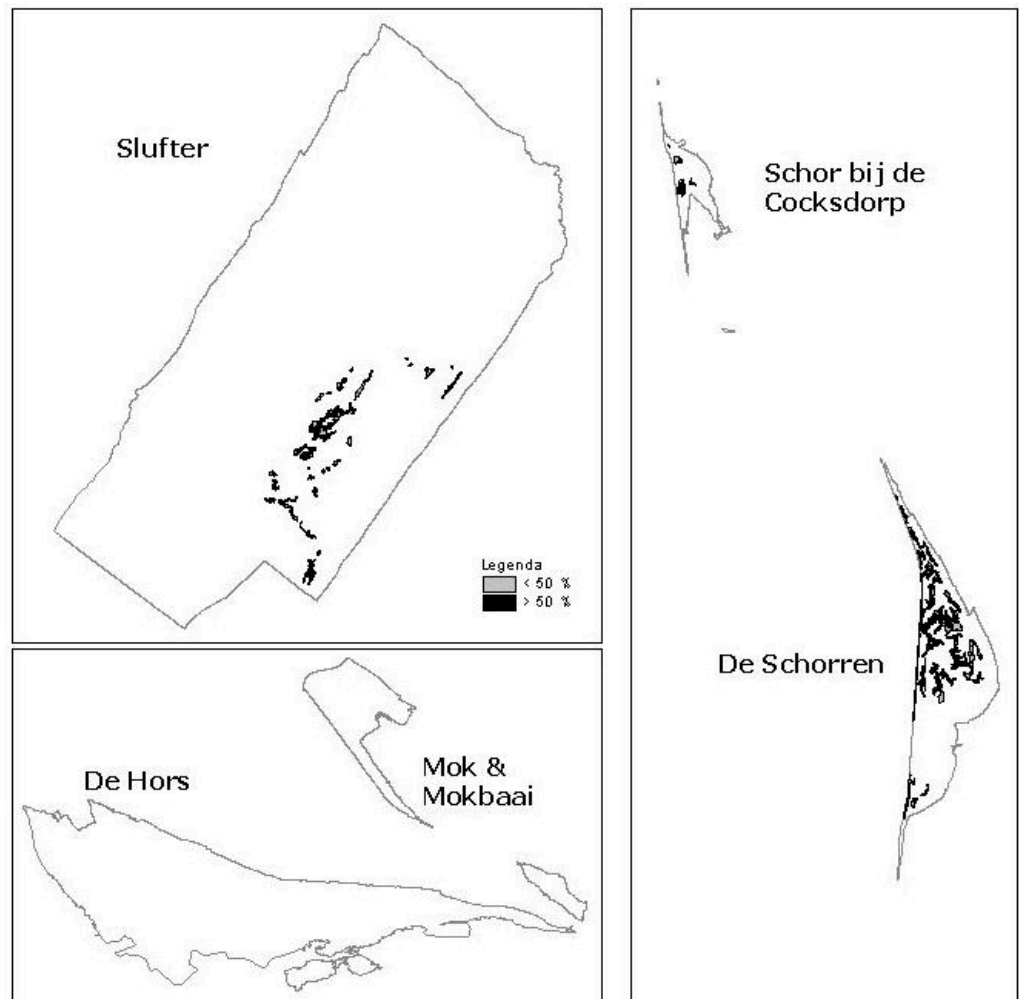 Slufter
Legenda
< 50 %
> 50 %
De Hors
Mok &
Mokbaai
Schor bij de
Cocksdorp
De Schorren